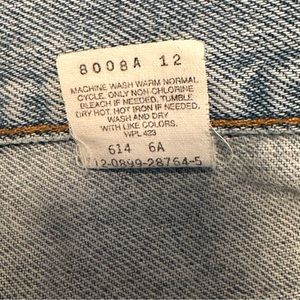 8008A 12
MACHINE WASH WARM NORMAL
CYCLE. ONLY NON-CHLORINE
BLEACH IF NEEDED. TUMBLE
DRY HOT. HOT IRON IF NEEDED.
WASH AND DRY
WITH LIKE COLORS.
WPL 423
614 6A
12-0899-28764-5